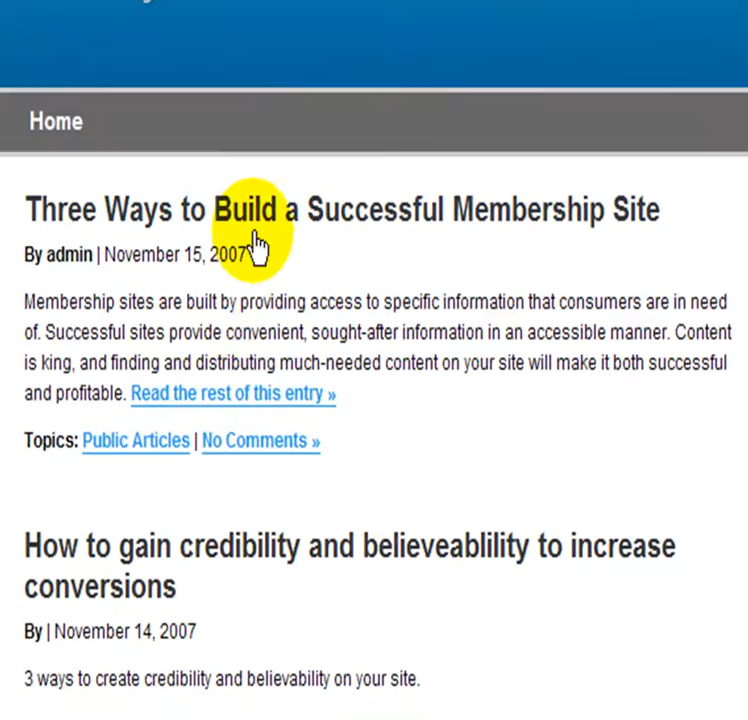 Home
Three Ways to Build a Successful Membership Site
By admin | November 15, 2007
Membership sites are built by providing access to specific information that consumers are in need
of. Successful sites provide convenient, sought-after information in an accessible manner. Content
is king, and finding and distributing much-needed content on your site will make it both successful
and profitable. Read the rest of this entry »
Topics: Public Articles | No Comments »
How to gain credibility and believeablility to increase
conversions
By | November 14, 2007
3 ways to create credibility and believability on your site.